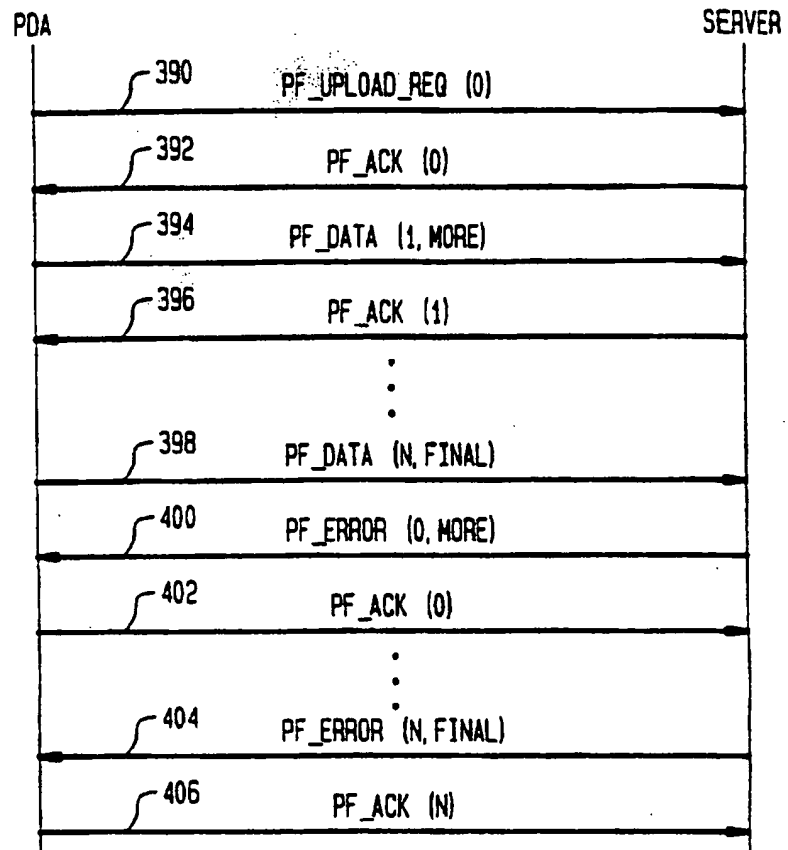 PDA SERVER
390 PF_UPLOAD_REQ (0)
392 PF_ACK (0)
394 PF_DATA (1, MORE)
396 PF_ACK (1)
398 PF_DATA (N, FINAL)
400 PF_ERROR (0, MORE)
402 PF_ACK (0)
404 PF_ERROR (N, FINAL)
406 PF_ACK (N)